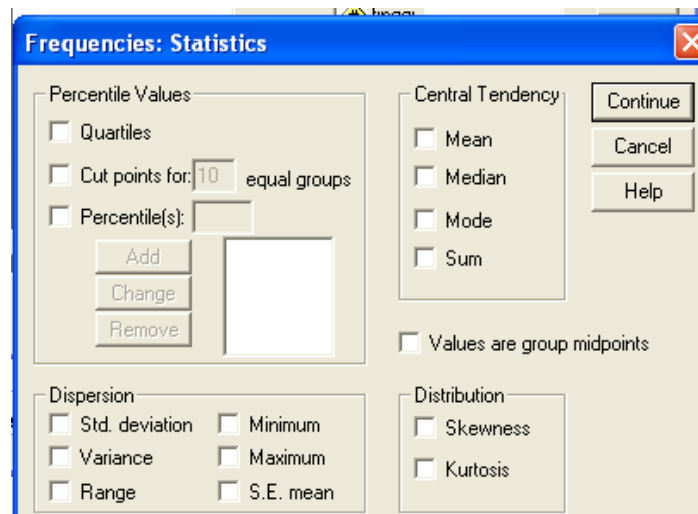 Frequencies: Statistics
Percentile Values
Quartiles
Cut points for: 10 equal groups
Percentile(s):
Add
Change
Remove
Central Tendency
Mean
Median
Mode
Sum
Continue
Cancel
Help
Values are group midpoints
Dispersion
Std. deviation
Minimum
Variance
Maximum
Range
S.E. mean
Distribution
Skewness
Kurtosis